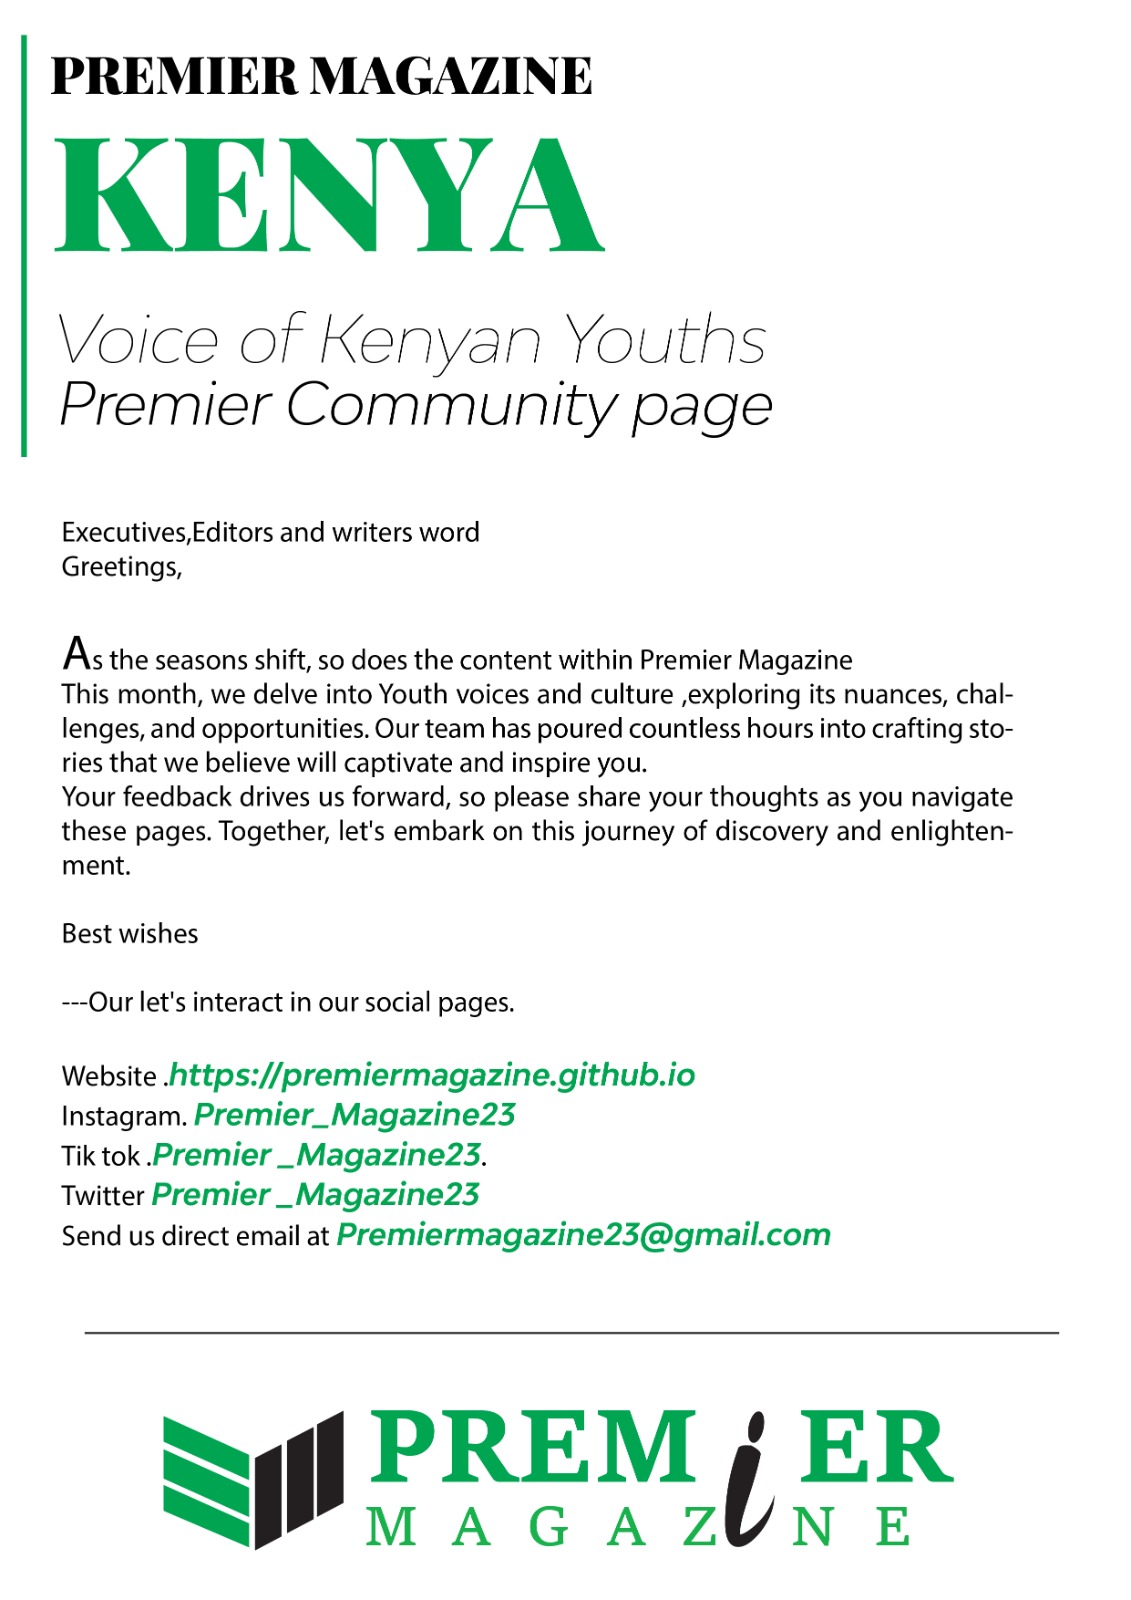 PREMIER MAGAZINE
KENYA
Voice of Kenyan Youths
Premier Community page
Executives,Editors and writers word
Greetings,
As the seasons shift, so does the content within Premier Magazine
This month, we delve into Youth voices and culture ,exploring its nuances, chal-
lenges, and opportunities. Our team has poured countless hours into crafting sto-
ries that we believe will captivate and inspire you.
Your feedback drives us forward, so please share your thoughts as you navigate
these pages. Together, let's embark on this journey of discovery and enlighten-
ment.
Best wishes
---Our let's interact in our social pages.
Website .https://premiermagazine.github.io
Instagram. Premier_Magazine23
Tik tok .Premier _Magazine23.
Twitter Premier _Magazine23
Send us direct email at Premiermagazine23@gmail.com
PREMiER
MAGAZiNE